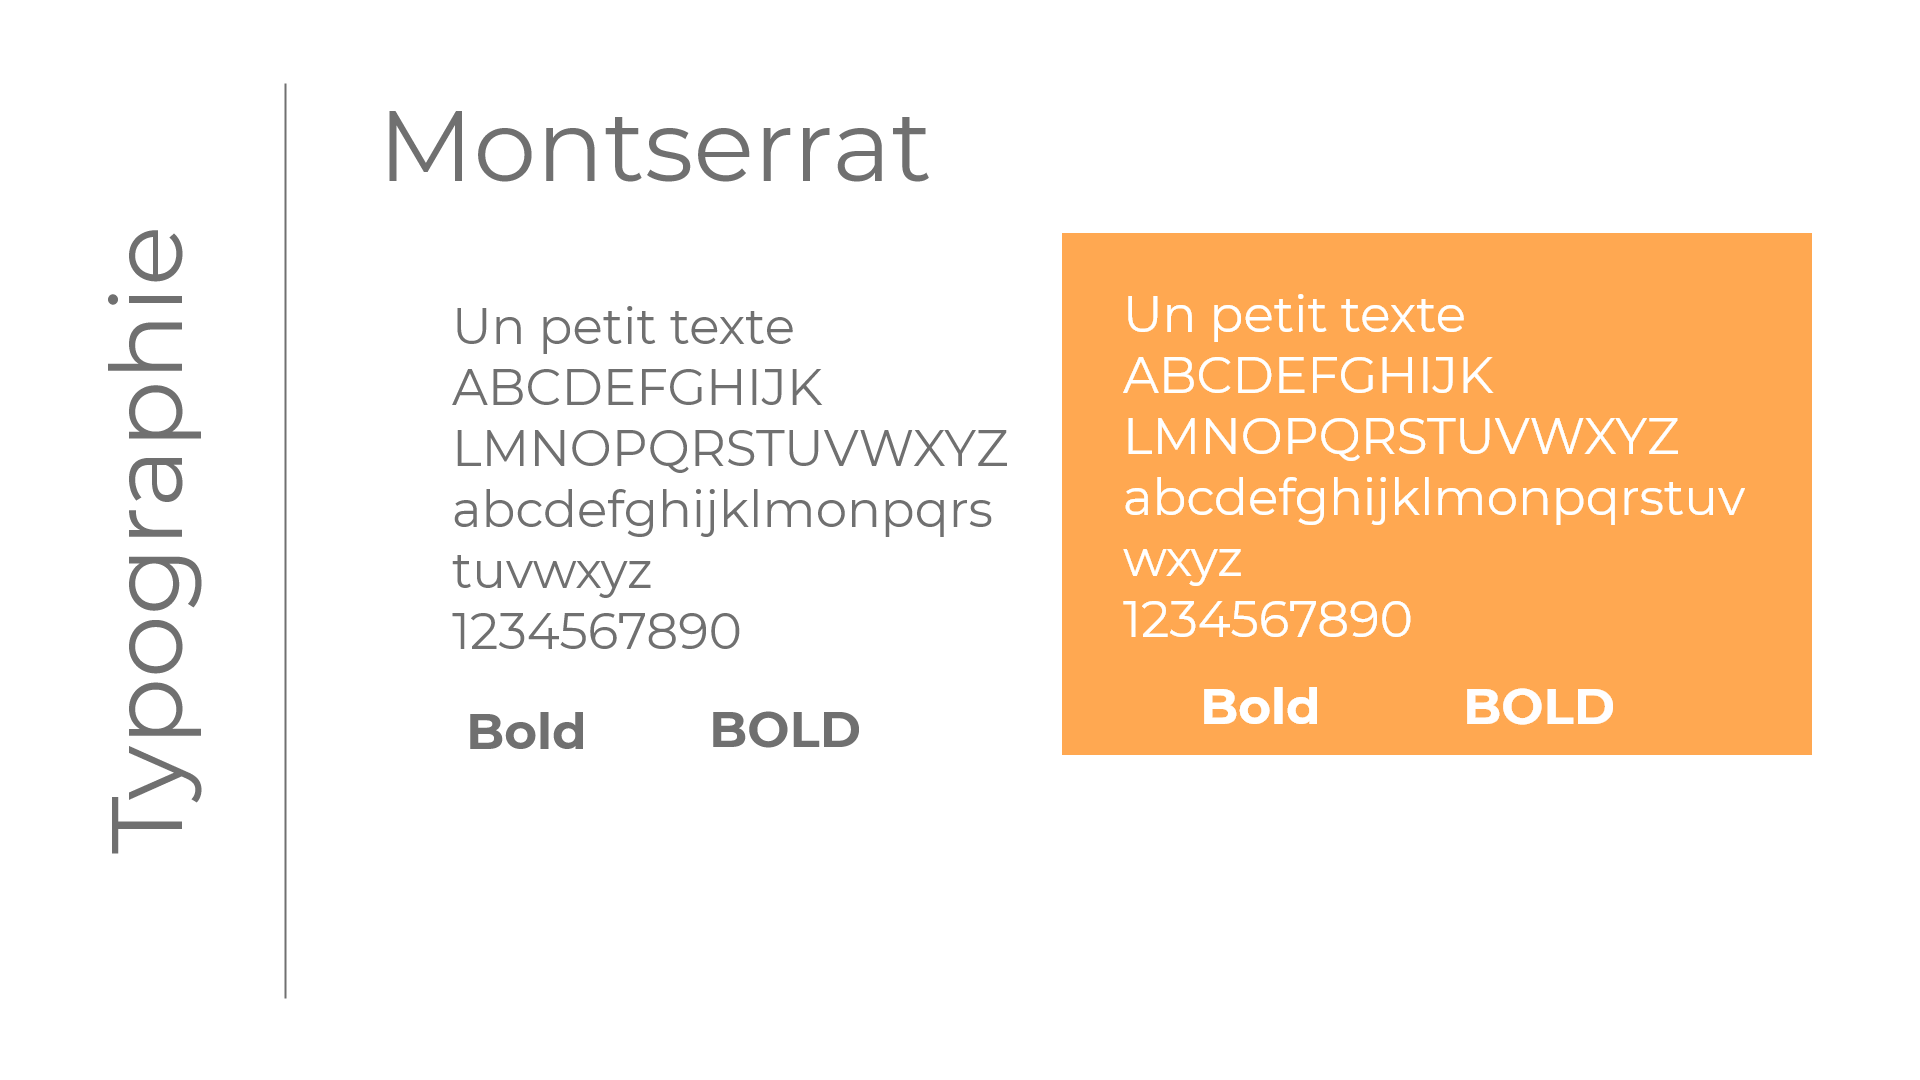 Typographie
Montserrat
Un petit texte
ABCDEFGHIJK
LMNOPQRSTUVWXYZ
abcdefghijklmonpqrs
tuvwxyz
1234567890
Bold BOLD
Un petit texte
ABCDEFGHIJK
LMNOPQRSTUVWXYZ
abcdefghijklmonpqrstuv
wxyz
1234567890
Bold BOLD